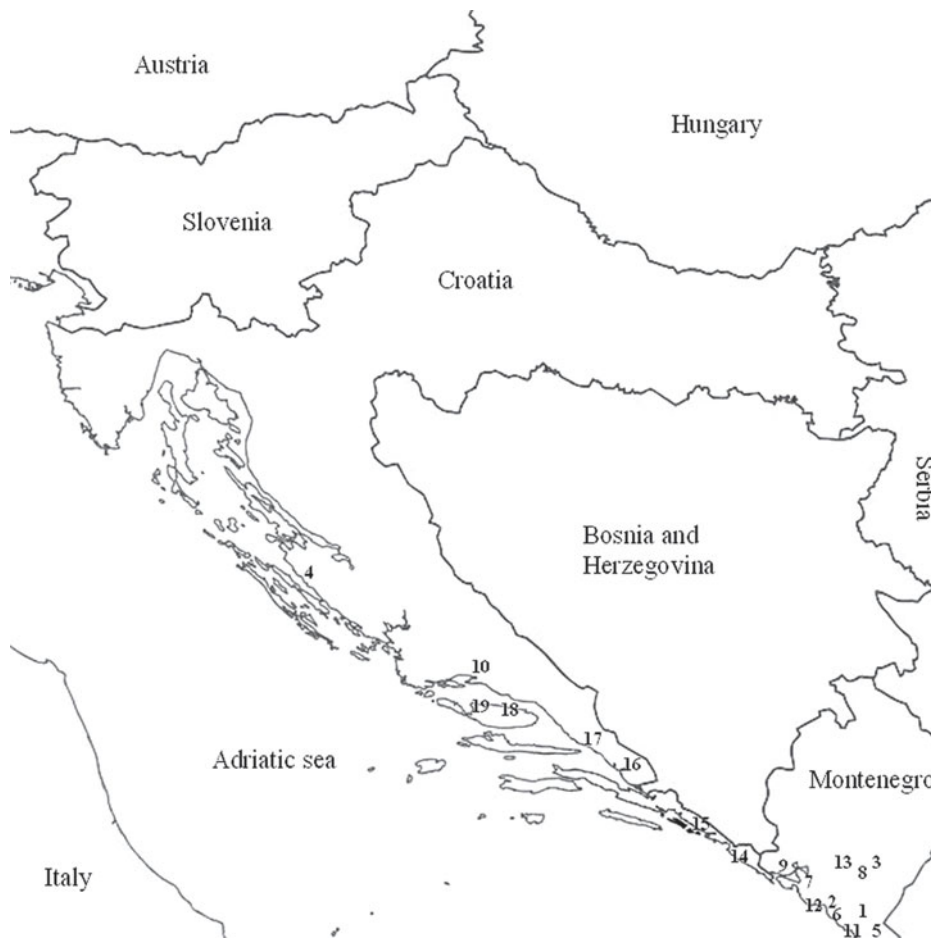 Austria
Hungary
Slovenia
Croatia
Serbia
Bosnia and
Herzegovina
4
10
19
18
17
Adriatic sea
16
Montenegro
15
14
9
13
3
8
7
Italy
12
2
6
1
11
5